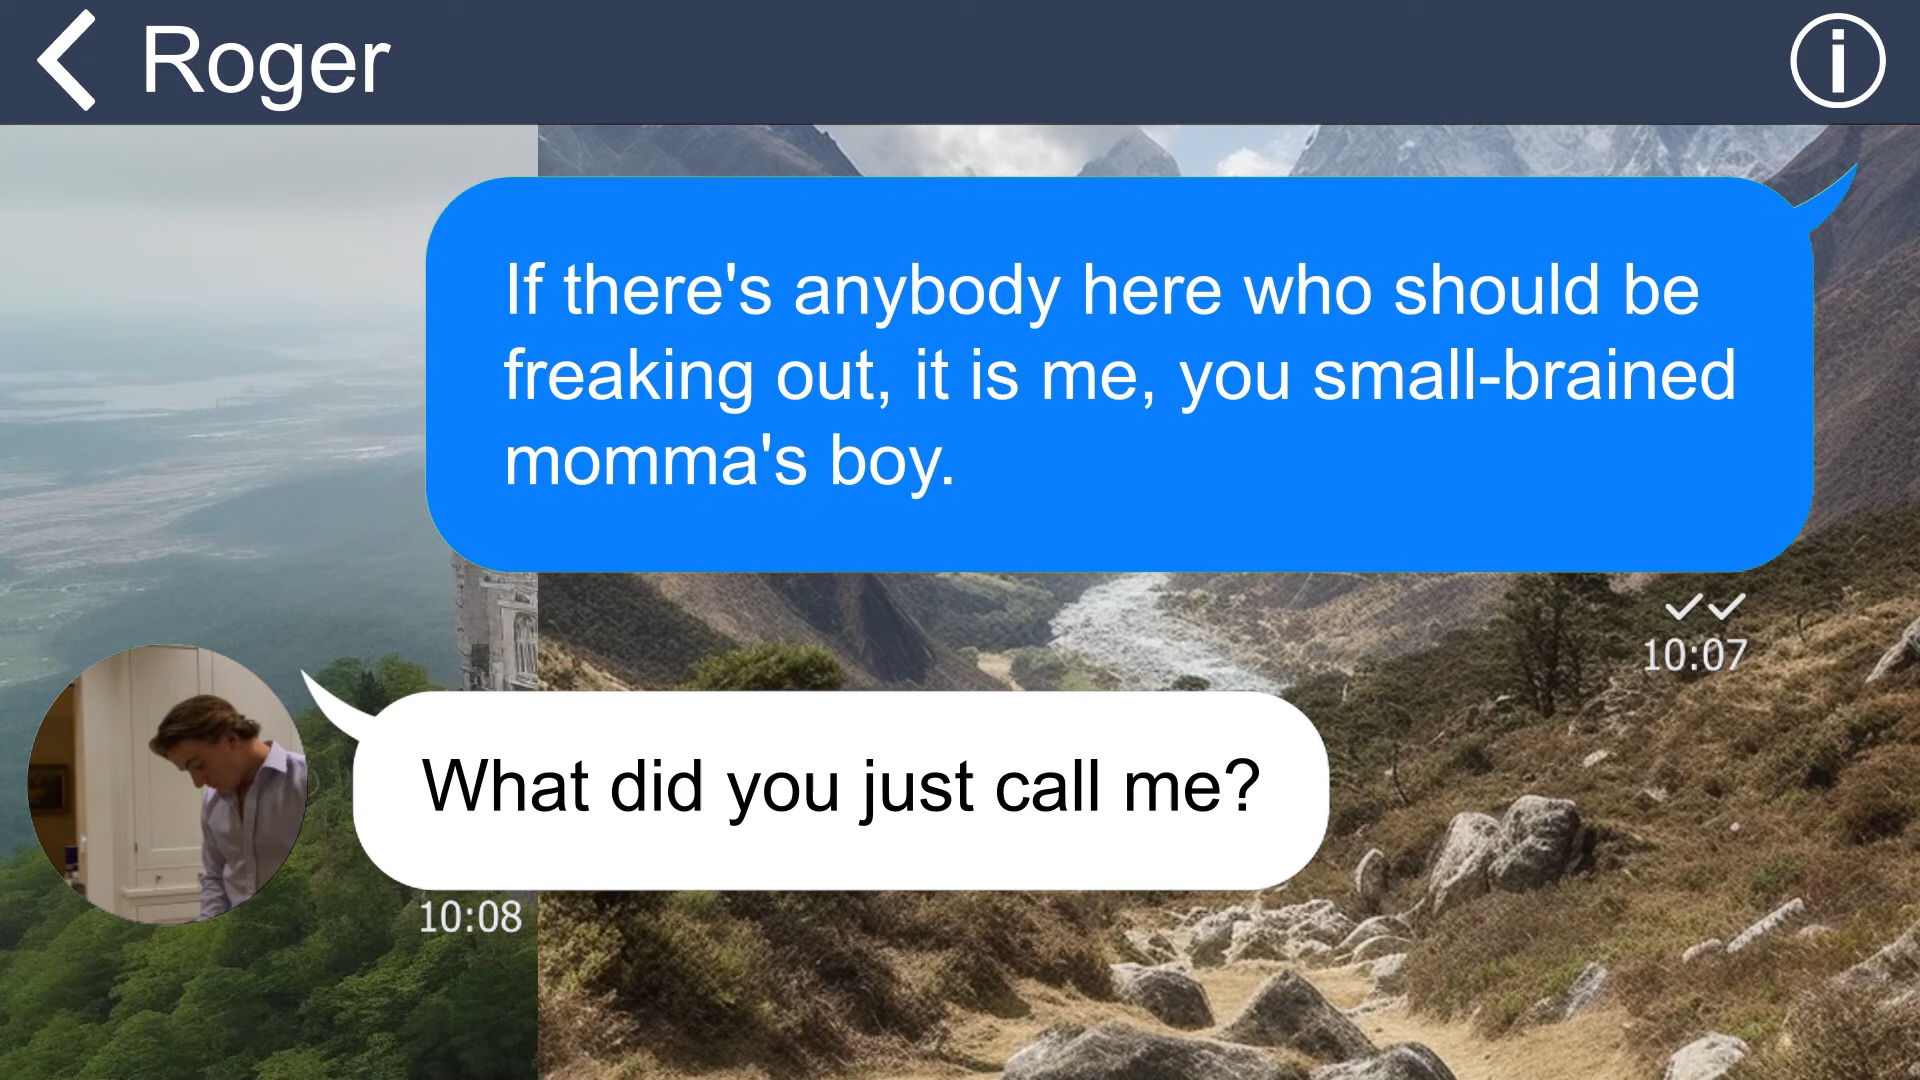 Roger
If there's anybody here who should be
freaking out, it is me, you small-brained
momma's boy.
10:07
What did you just call me?
10:08